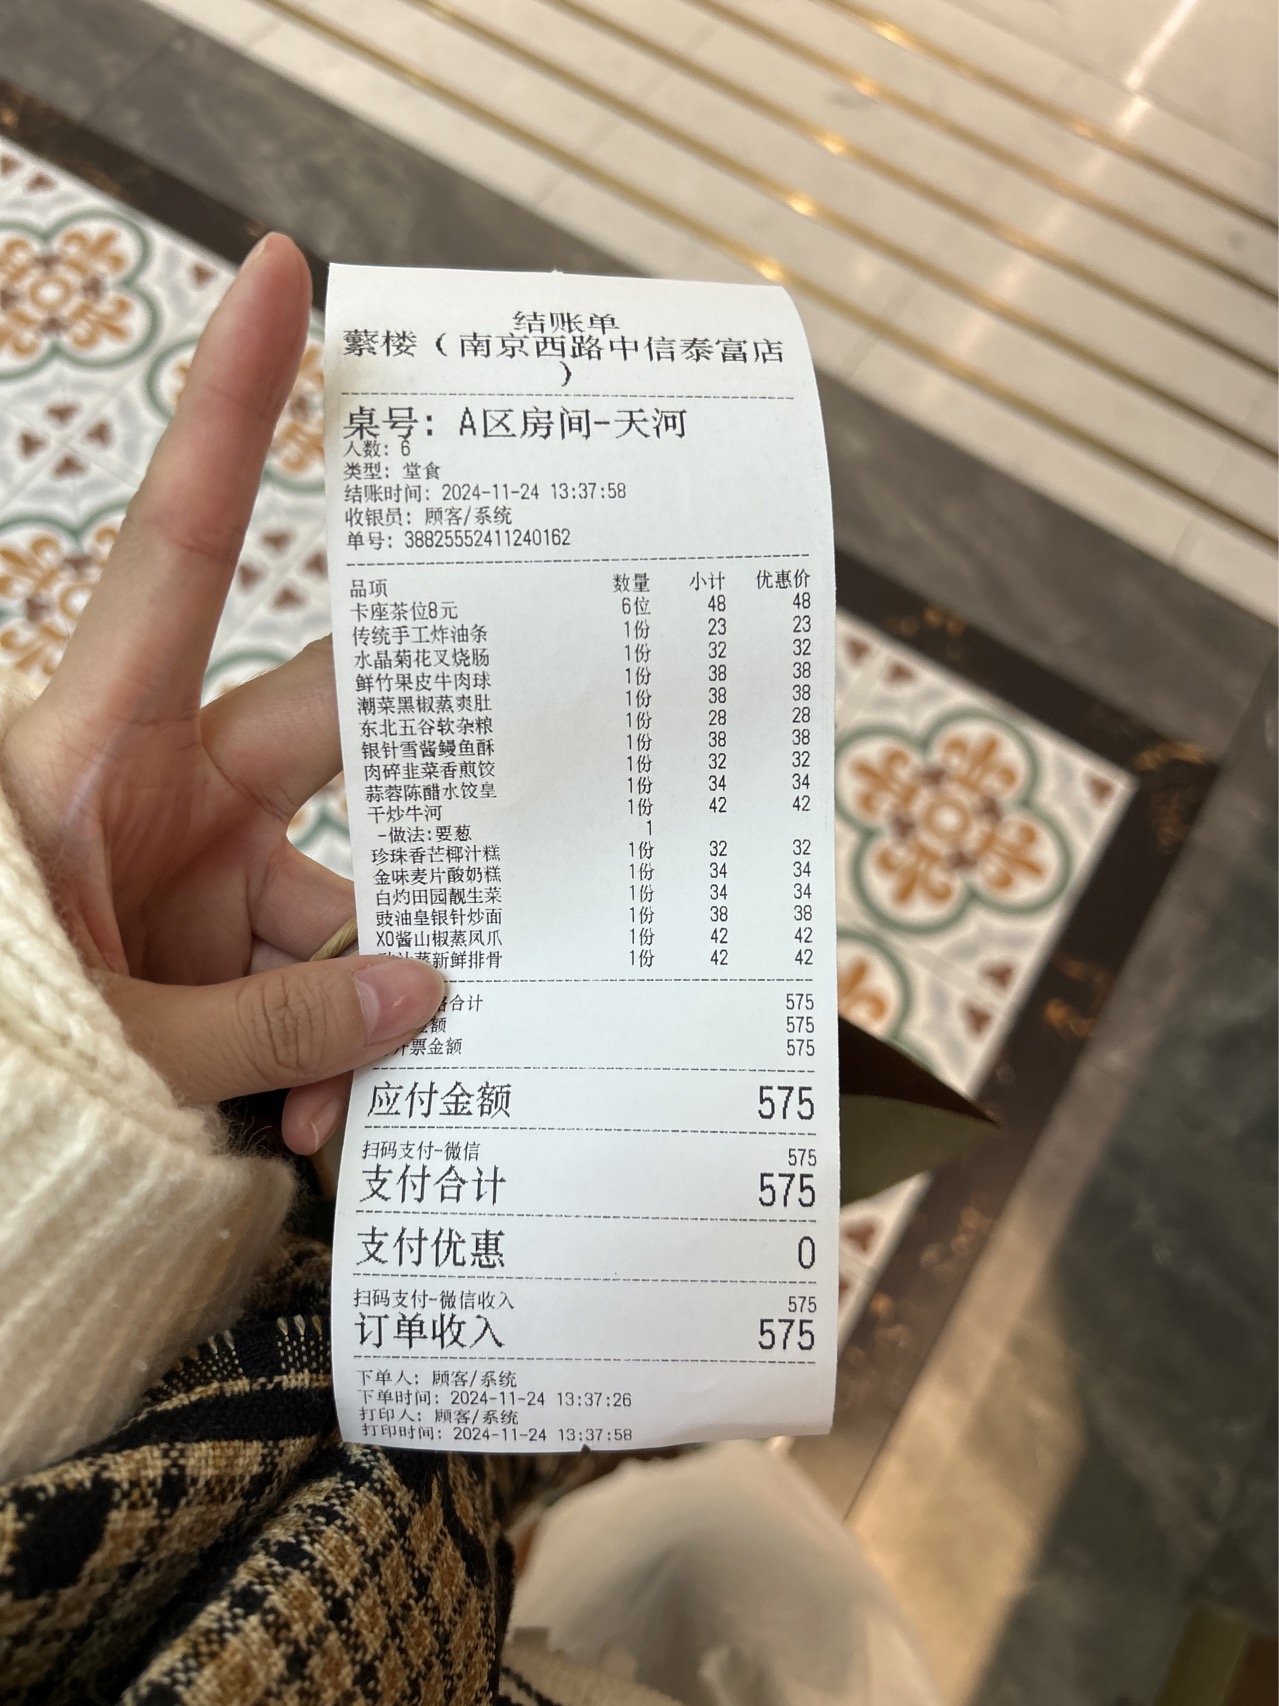 结账单
蘩楼（南京西路中信泰富店
）
桌号：A区房间-天河
人数：6
类型：堂食
结账时间：2024-11-24 13:37:58
收银员：顾客/系统
单号：38825552411240162
品项 数量 小计 优惠价
卡座茶位8元 6位 48 48
传统手工炸油条 1份 23 23
水晶菊花叉烧肠 1份 32 32
鲜竹果皮牛肉球 1份 38 38
潮菜黑椒蒸爽肚 1份 38 38
东北五谷软杂粮 1份 28 28
银针雪酱鳗鱼酥 1份 38 38
肉碎韭菜香煎饺 1份 32 32
蒜蓉陈醋水饺皇 1份 34 34
干炒牛河 1份 42 42
-做法:要葱 1
珍珠香芒椰汁糕 1份 32 32
金味麦片酸奶糕 1份 34 34
白灼田园靓生菜 1份 34 34
豉油皇银针炒面 1份 38 38
XO酱山椒蒸凤爪 1份 42 42
蒸新鲜排骨 1份 42 42
合计 575
金额 575
开票金额 575
应付金额 575
扫码支付-微信 575
支付合计 575
支付优惠 0
扫码支付-微信收入 575
订单收入 575
下单人：顾客/系统
下单时间：2024-11-24 13:37:26
打印人：顾客/系统
打印时间：2024-11-24 13:37:58